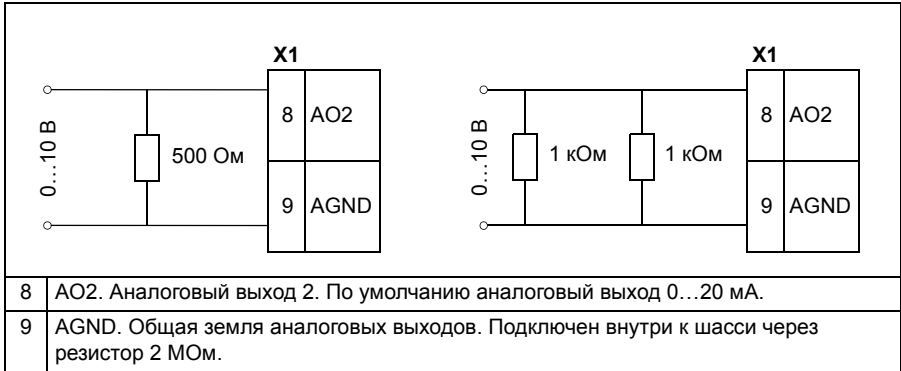 X1
X1
0…10 В
500 Ом
8 AO2
9 AGND
0…10 В
1 кОм
1 кОм
8 AO2
9 AGND
8 AO2. Аналоговый выход 2. По умолчанию аналоговый выход 0…20 мА.
9 AGND. Общая земля аналоговых выходов. Подключен внутри к шасси через
резистор 2 МОм.